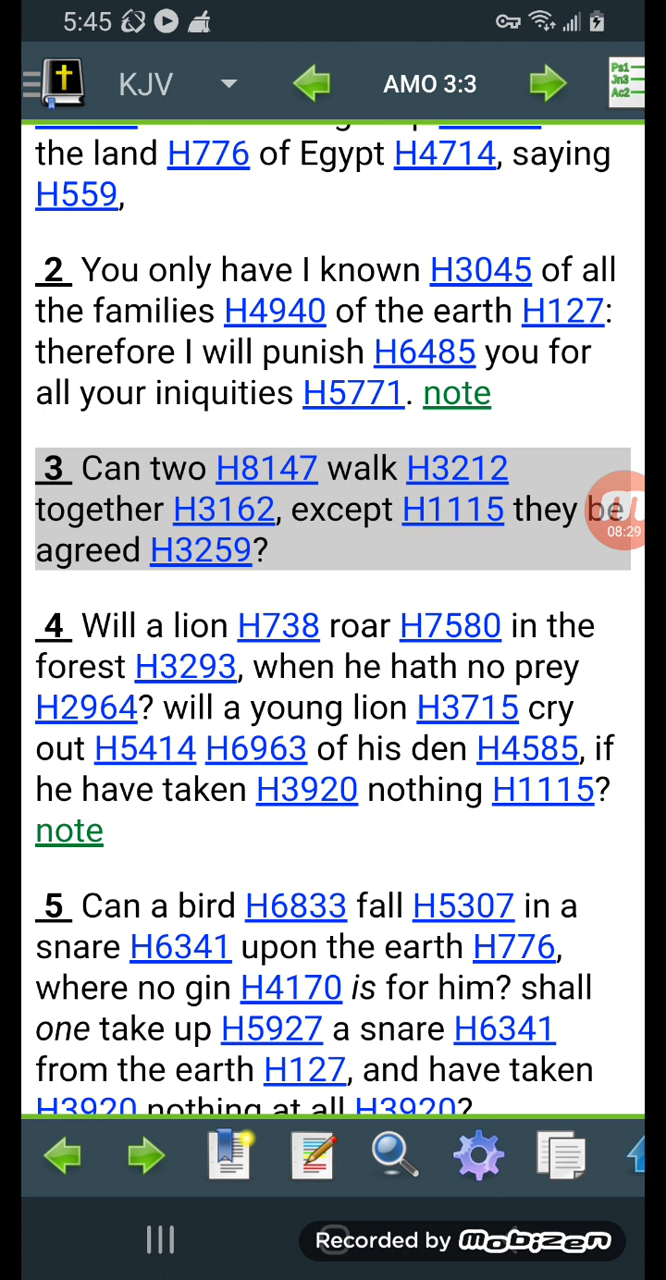 5:45
KJV
AMO 3:3
Ps1
Jn3
Ac2
the land H776 of Egypt H4714, saying
H559,
2 You only have I known H3045 of all
the families H4940 of the earth H127:
therefore I will punish H6485 you for
all your iniquities H5771. note
3 Can two H8147 walk H3212
together H3162, except H1115 they be
agreed H3259?
08:29
4 Will a lion H738 roar H7580 in the
forest H3293, when he hath no prey
H2964? will a young lion H3715 cry
out H5414 H6963 of his den H4585, if
he have taken H3920 nothing H1115?
note
5 Can a bird H6833 fall H5307 in a
snare H6341 upon the earth H776,
where no gin H4170 is for him? shall
one take up H5927 a snare H6341
from the earth H127, and have taken
H3920 nothing at all H3920?
Recorded by mobizen